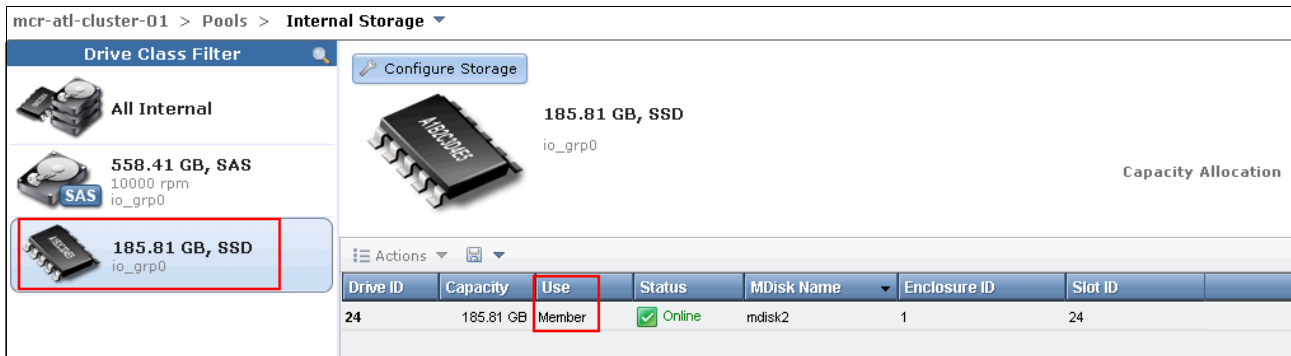 mcr-atl-cluster-01 > Pools > Internal Storage
Drive Class Filter
All Internal
558.41 GB, SAS
10000 rpm
io_grp0
SAS
185.81 GB, SSD
io_grp0
Configure Storage
A1B2C3D4E5
185.81 GB, SSD
io_grp0
Capacity Allocation
Actions
Drive ID Capacity Use Status MDisk Name Enclosure ID Slot ID
24 185.81 GB Member Online mdisk2 1 24